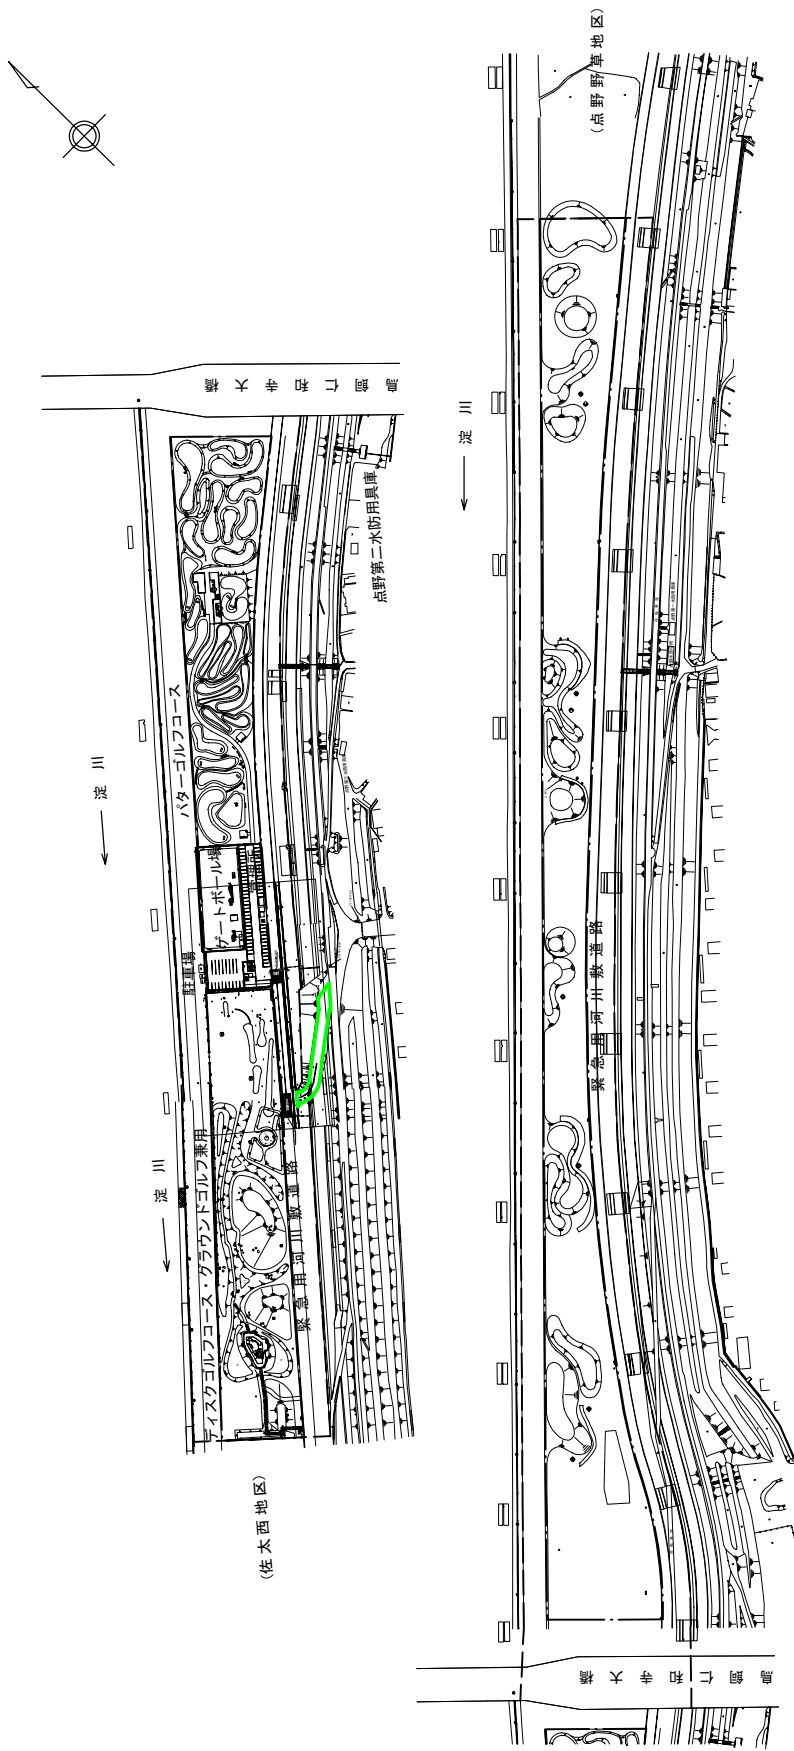 (点野野草地区)
鳥飼仁和寺大橋
淀川
点野第二水防用具庫
パターゴルフコース
淀川
ゲートボール場
管理棟
駐車場
緊急用河川敷道路
淀川
ディスクゴルフコース・グラウンドゴルフ兼用
緊急用河川敷道路
(佐太西地区)
鳥飼仁和寺大橋